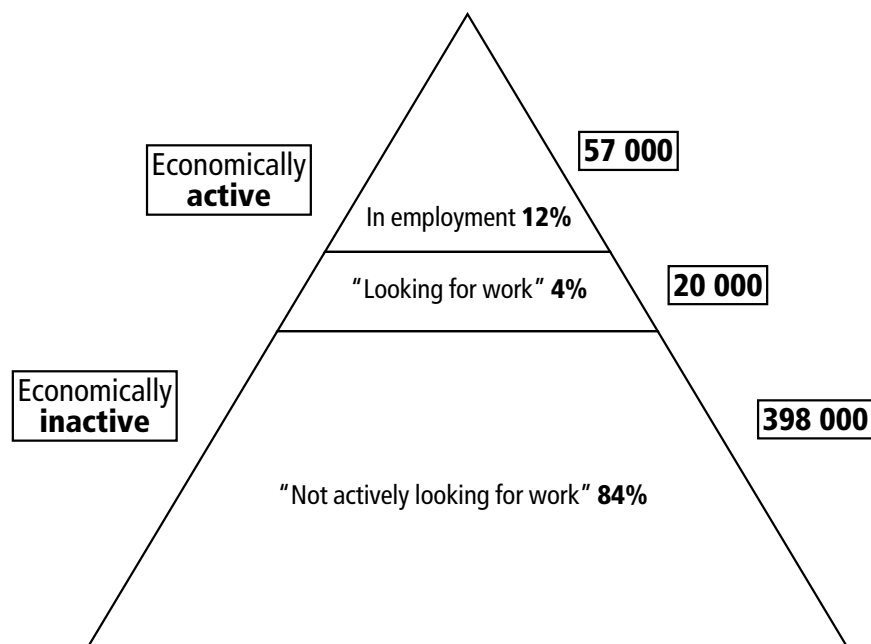 57 000
Economically
active
In employment 12%
"Looking for work" 4%
20 000
Economically
inactive
398 000
"Not actively looking for work" 84%